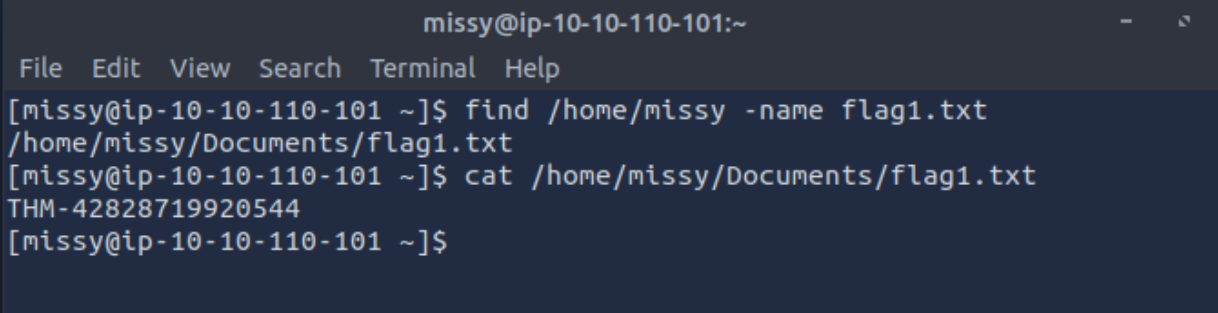 missy@ip-10-10-110-101:~
File Edit View Search Terminal Help
[missy@ip-10-10-110-101 ~]$ find /home/missy -name flag1.txt
/home/missy/Documents/flag1.txt
[missy@ip-10-10-110-101 ~]$ cat /home/missy/Documents/flag1.txt
THM-42828719920544
[missy@ip-10-10-110-101 ~]$